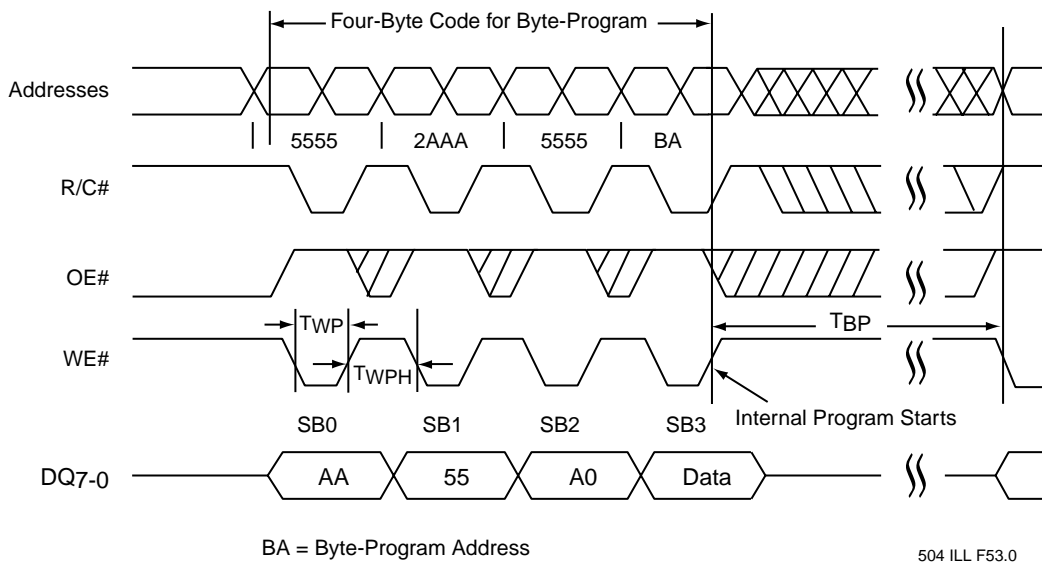 Four-Byte Code for Byte-Program
Addresses
5555 2AAA 5555 BA
R/C#
OE#
TWP TBP
WE#
TWPH
Internal Program Starts
SB0 SB1 SB2 SB3
DQ7-0 AA 55 A0 Data
BA = Byte-Program Address
504 ILL F53.0